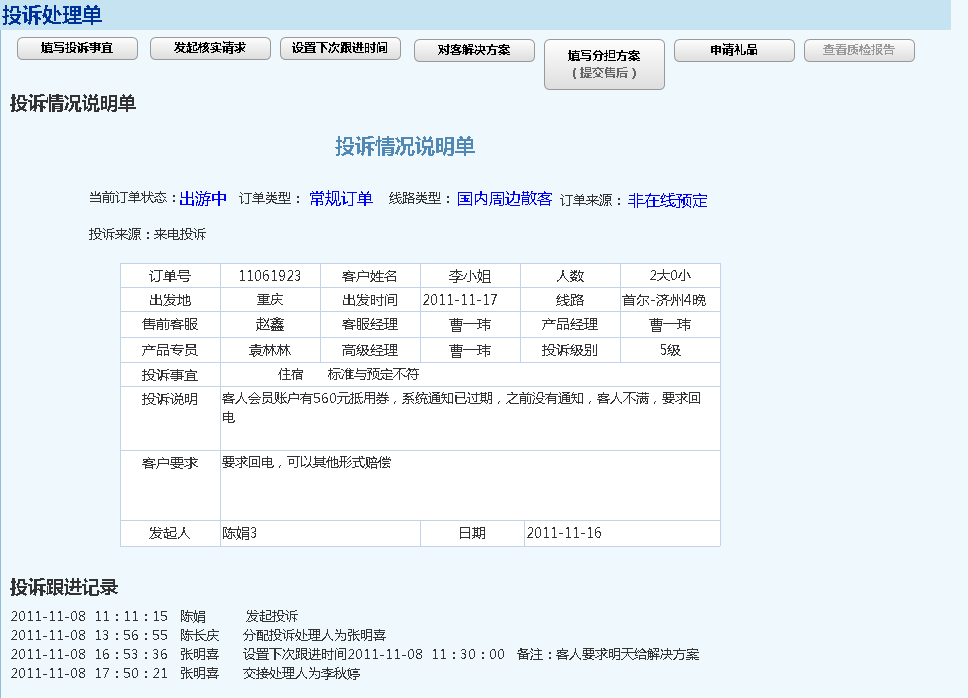 投诉处理单
填写投诉事宜 发起核实请求 设置下次跟进时间 对客解决方案 填写分担方案 申请礼品 查看质检报告
（提交售后）
投诉情况说明单
投诉情况说明单
当前订单状态：出游中 订单类型：常规订单 线路类型：国内周边散客 订单来源：非在线预定
投诉来源：来电投诉
订单号 11061923 客户姓名 李小姐 人数 2大0小
出发地 重庆 出发时间 2011-11-17 线路 首尔-济州4晚
售前客服 赵鑫 客服经理 曹一玮 产品经理 曹一玮
产品专员 袁林林 高级经理 曹一玮 投诉级别 5级
投诉事宜 住宿 标准与预定不符
投诉说明 客人会员账户有560元抵用券，系统通知已过期，之前没有通知，客人不满，要求回
电
客户要求 要求回电，可以其他形式赔偿
发起人 陈娟3 日期 2011-11-16
投诉跟进记录
2011-11-08 11：11：15 陈娟 发起投诉
2011-11-08 13：56：55 陈长庆 分配投诉处理人为张明喜
2011-11-08 16：53：36 张明喜 设置下次跟进时间2011-11-08 11：30：00 备注：客人要求明天给解决方案
2011-11-08 17：50：21 张明喜 交接处理人为李秋婷